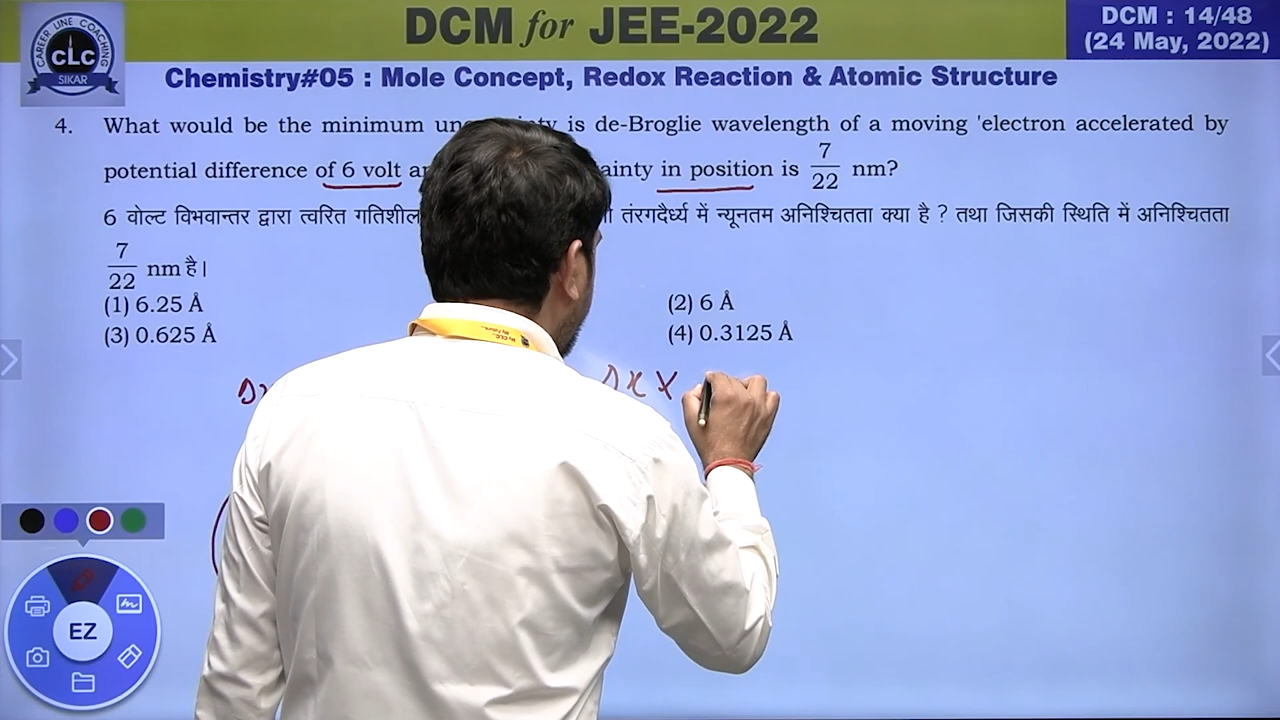 DCM for JEE-2022
DCM : 14/48
(24 May, 2022)
CAREER LINE COACHING
CLC
SIKAR
Chemistry#05 : Mole Concept, Redox Reaction & Atomic Structure
4. What would be the minimum is de-Broglie wavelength of a moving 'electron accelerated by
potential difference of 6 volt in position is 7/22 nm?
6 वोल्ट विभवान्तर द्वारा त्वरित गतिशील तंरगदैर्ध्य में न्यूनतम अनिश्चितता क्या है ? तथा जिसकी स्थिति में अनिश्चितता
7/22 nm है।
(1) 6.25 Å
(2) 6 Å
(3) 0.625 Å
(4) 0.3125 Å
Δx ×
EZ